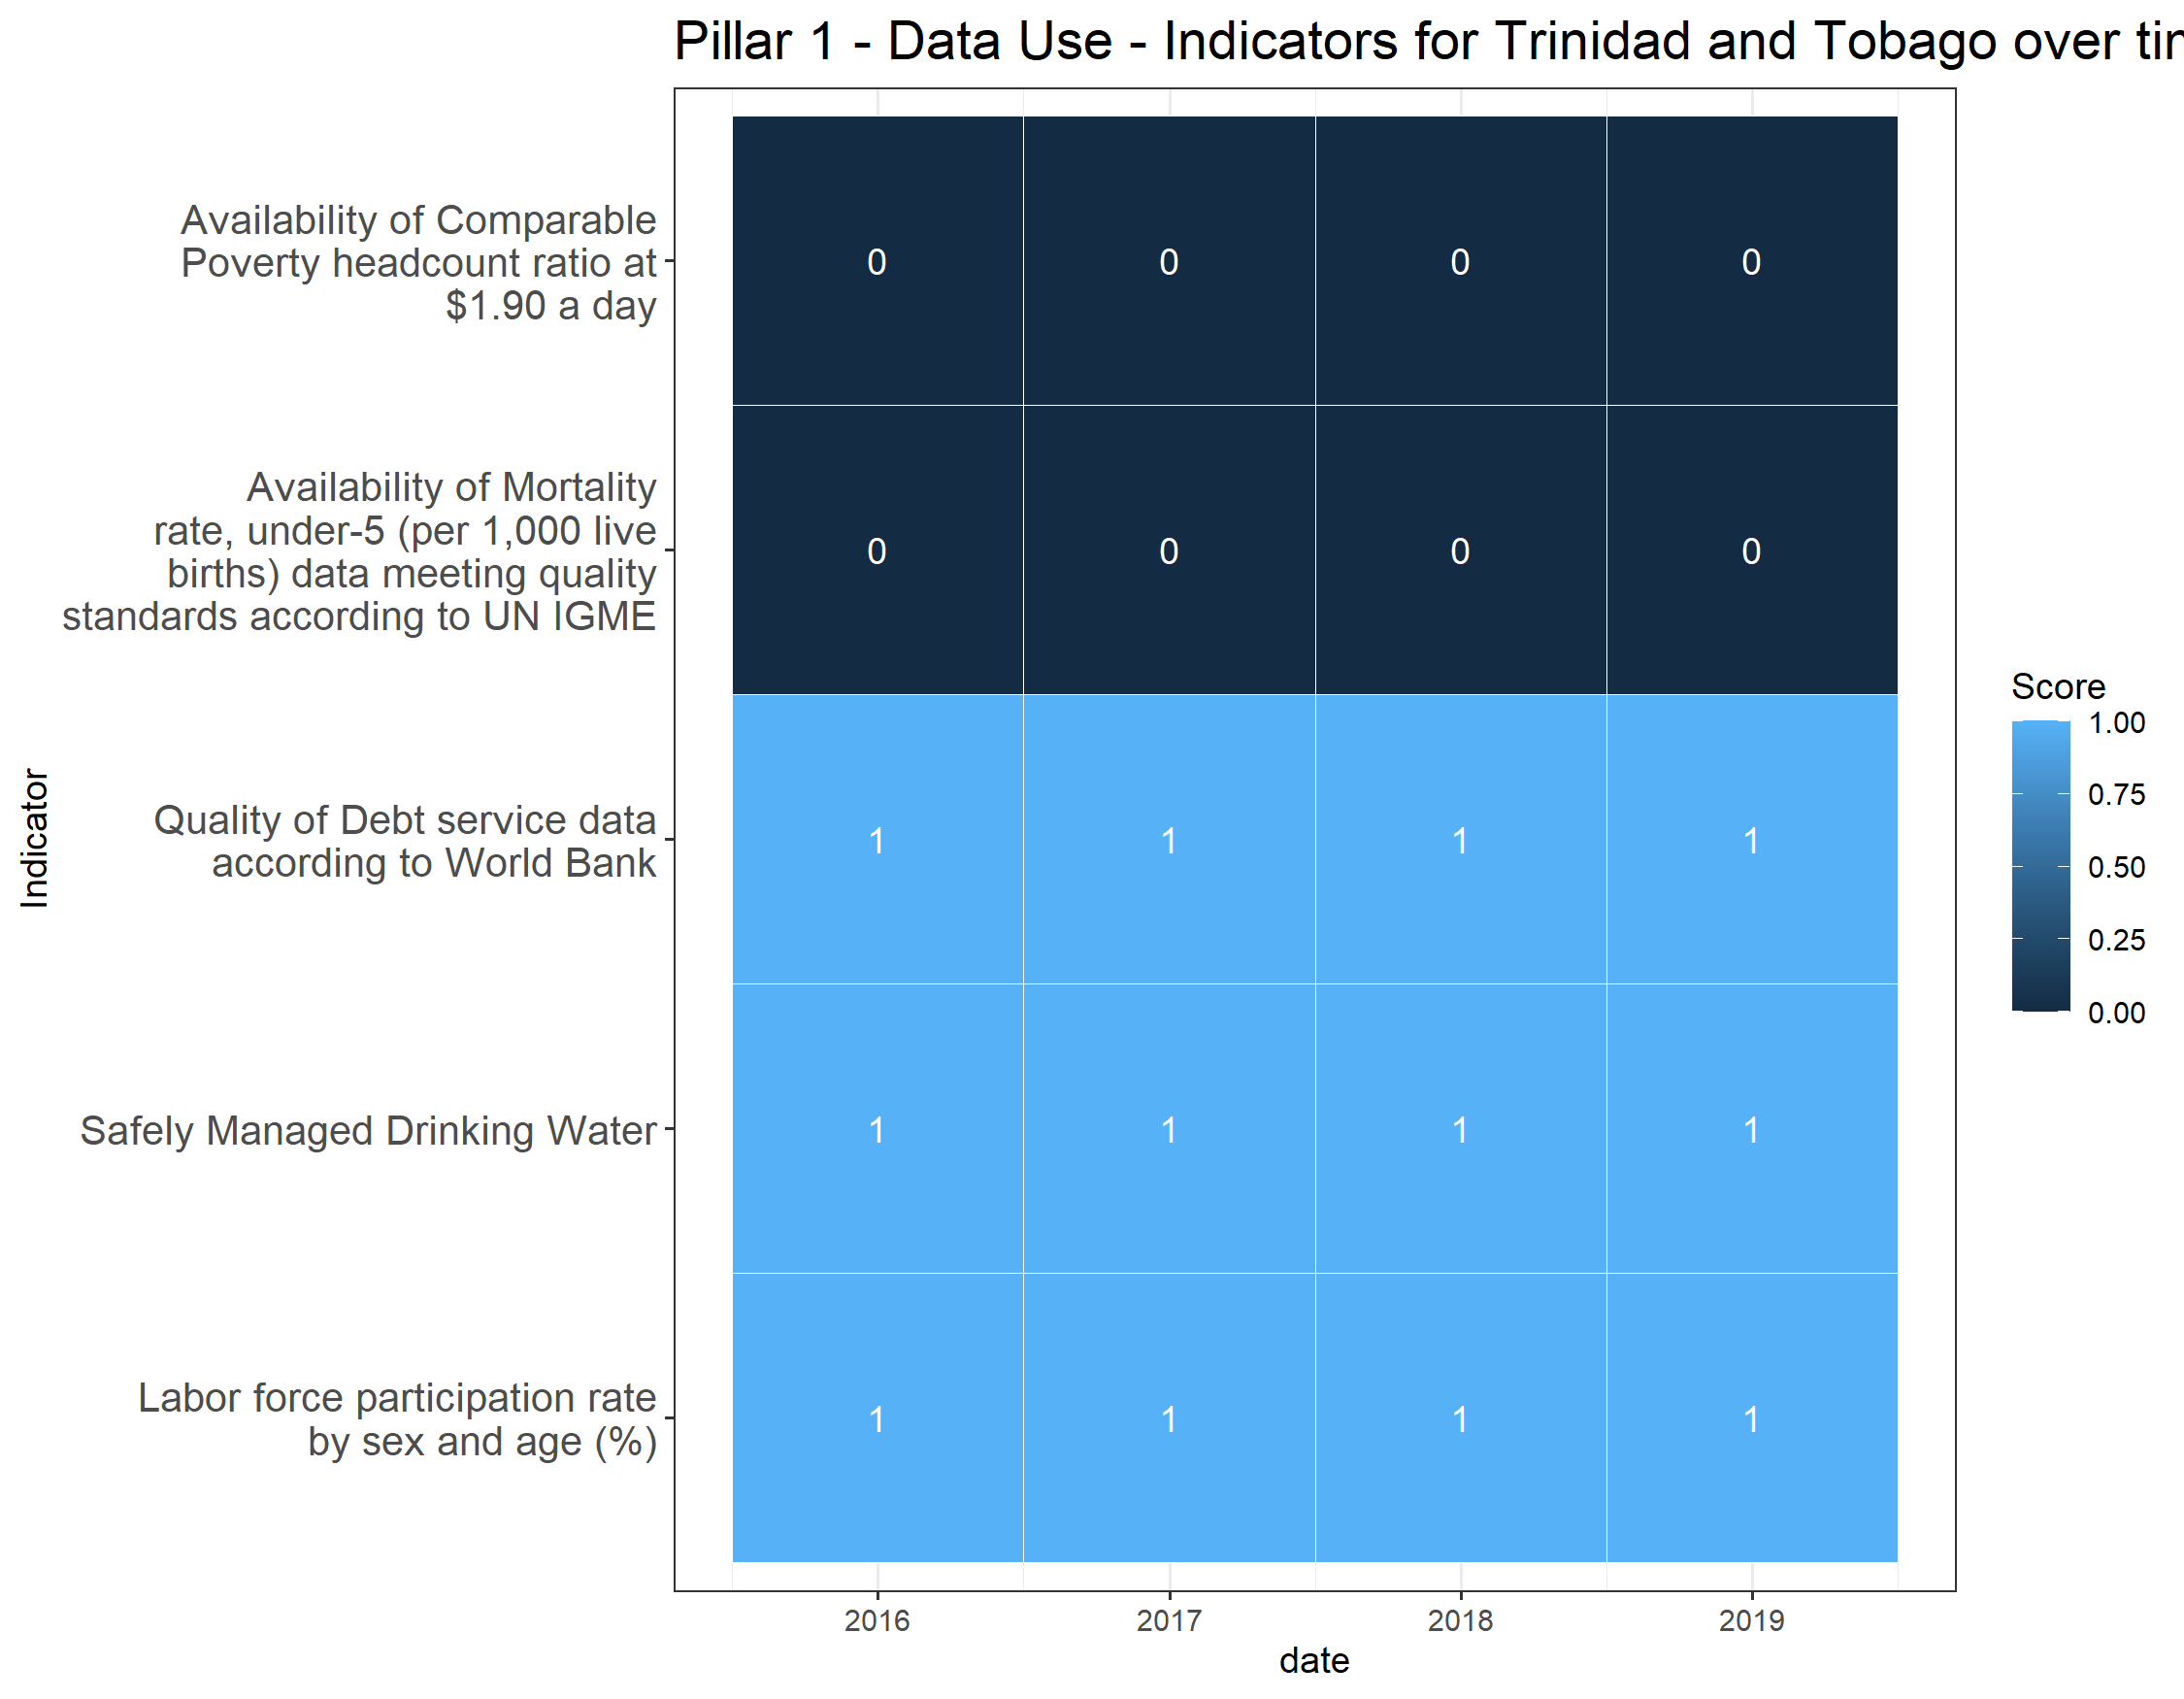 Pillar 1 - Data Use - Indicators for Trinidad and Tobago over
Availability of Comparable
Poverty headcount ratio at
$1.90 a day
0 0 0 0
Availability of Mortality
rate, under-5 (per 1,000 live
births) data meeting quality
standards according to UN IGME
0 0 0 0
Quality of Debt service data
according to World Bank
1 1 1 1
Safely Managed Drinking Water
1 1 1 1
Labor force participation rate
by sex and age (%)
1 1 1 1
Indicator
2016 2017 2018 2019
date
Score
1.00
0.75
0.50
0.25
0.00